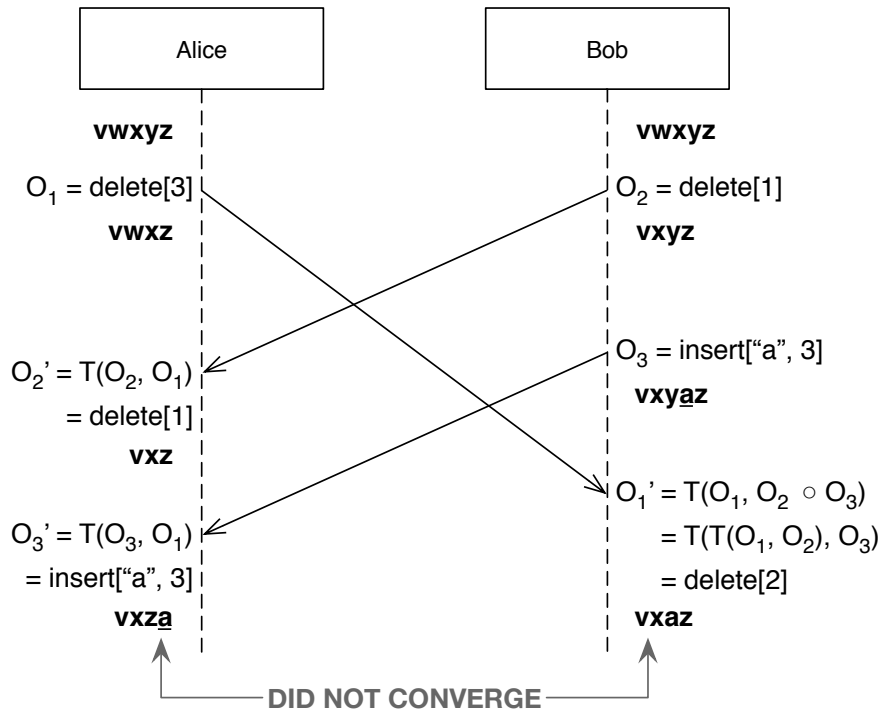 Alice
Bob
vwxyz
vwxyz
O1 = delete[3]
O2 = delete[1]
vwxz
vxyz
O3 = insert[“a”, 3]
O2’ = T(O2, O1)
= delete[1]
vxyaz
vxz
O1’ = T(O1, O2 ○ O3)
O3’ = T(O3, O1)
= T(T(O1, O2), O3)
= insert[“a”, 3]
= delete[2]
vxza
vxaz
DID NOT CONVERGE